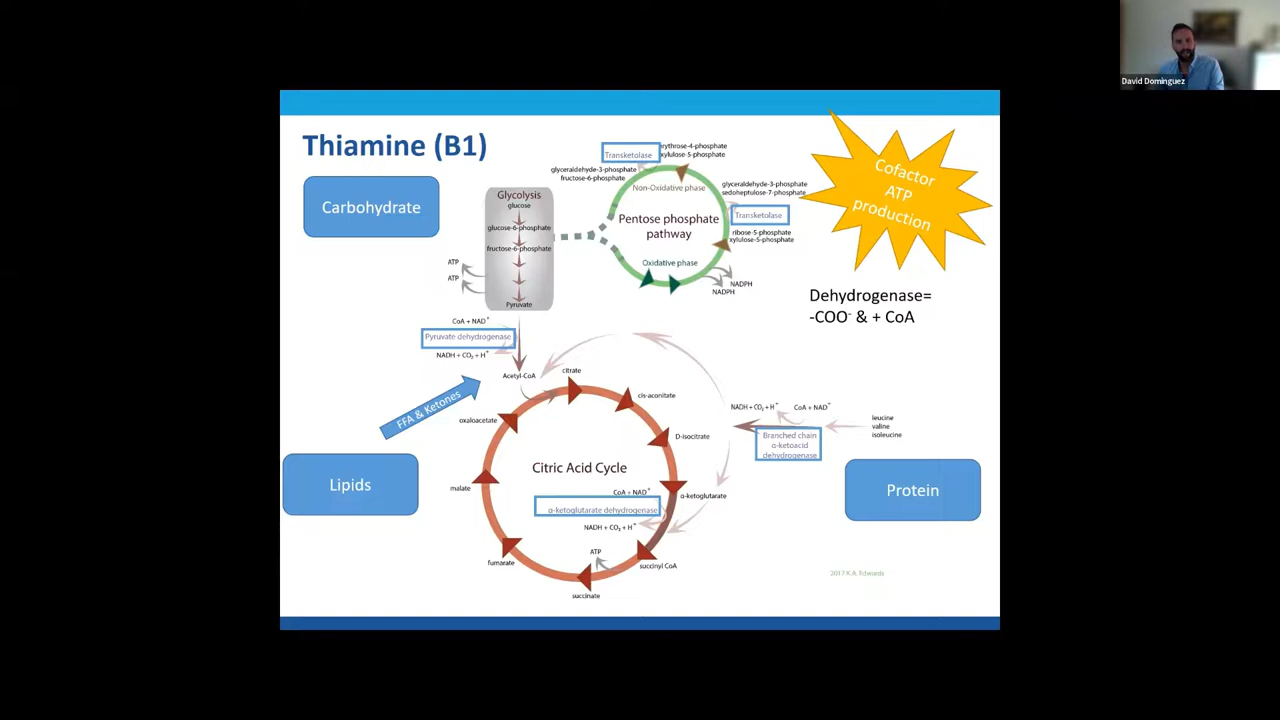 David Dominguez
Thiamine (B1)
Carbohydrate
Glycolysis
glucose
glucose-6-phosphate
fructose-6-phosphate
ATP
ATP
Pyruvate
Transketolase
erythrose-4-phosphate
xylulose-5-phosphate
glyceraldehyde-3-phosphate
fructose-6-phosphate
Non-Oxidative phase
glyceraldehyde-3-phosphate
sedoheptulose-7-phosphate
Pentose phosphate
pathway
Transketolase
ribose-5-phosphate
xylulose-5-phosphate
Oxidative phase
NADPH
NADPH
Cofactor
ATP
production
Dehydrogenase=
-COO⁻ & + CoA
CoA + NAD⁺
Pyruvate dehydrogenase
NADH + CO₂ + H⁺
Acetyl-CoA
FFA & Ketones
Lipids
Citric Acid Cycle
citrate
cis-aconitate
D-isocitrate
α-ketoglutarate
CoA + NAD⁺
α-ketoglutarate dehydrogenase
NADH + CO₂ + H⁺
succinyl CoA
ATP
succinate
fumarate
malate
oxaloacetate
NADH + CO₂ + H⁺
CoA + NAD⁺
Branched chain
α-ketoacid
dehydrogenase
leucine
valine
isoleucine
Protein
2017 K.A. Edwards